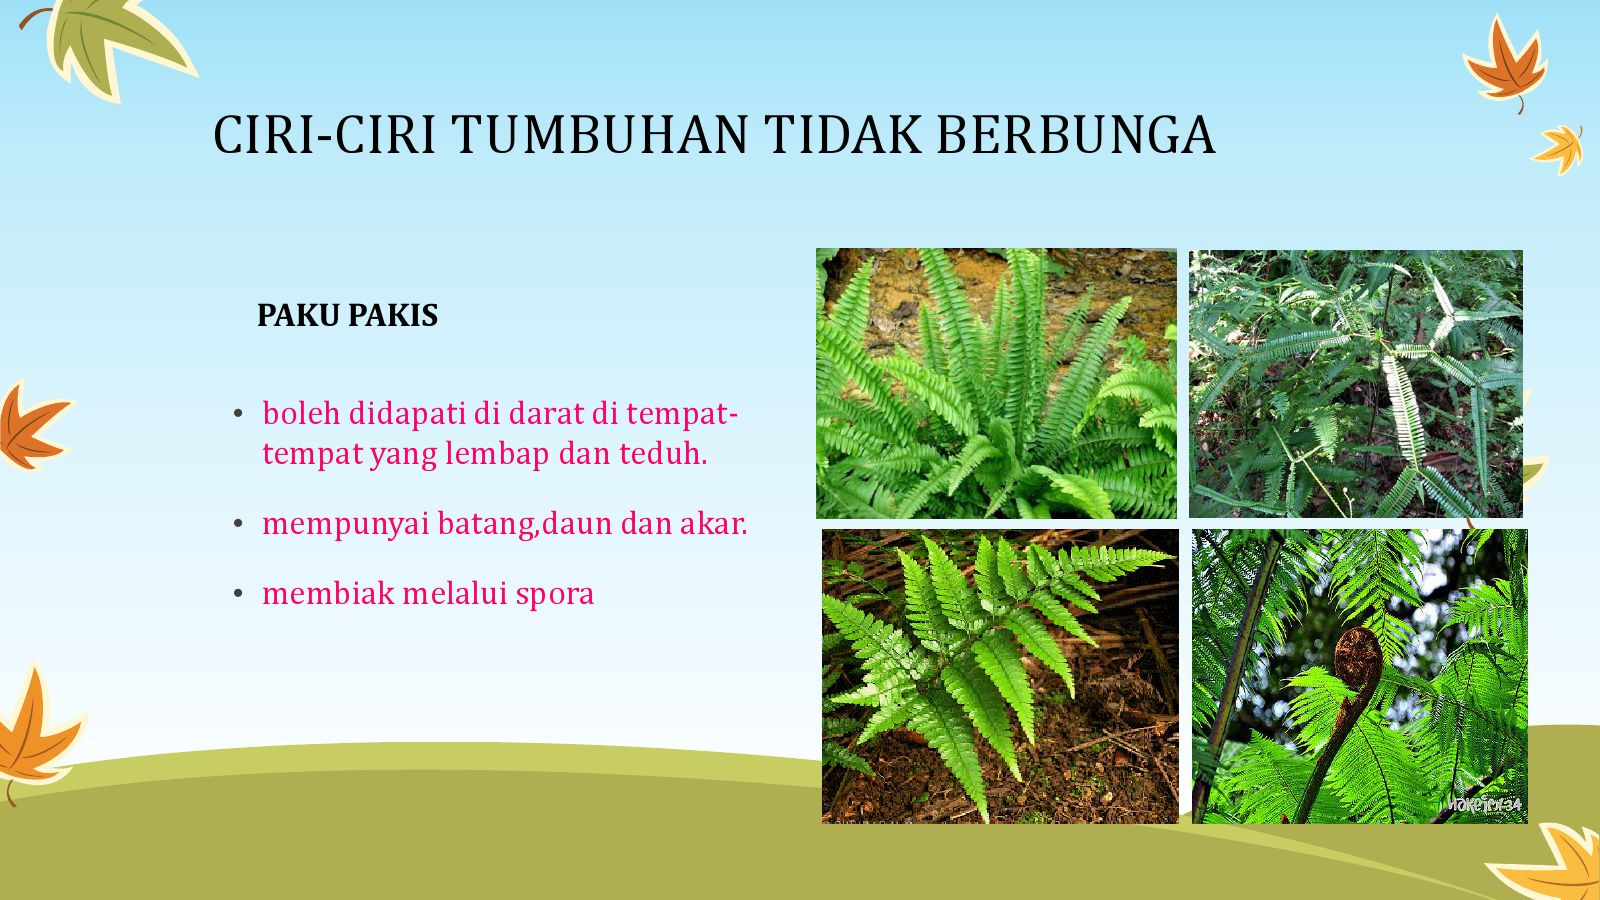 CIRI-CIRI TUMBUHAN TIDAK BERBUNGA
PAKU PAKIS
• boleh didapati di darat di tempat-
tempat yang lembap dan teduh.
• mempunyai batang,daun dan akar.
• membiak melalui spora